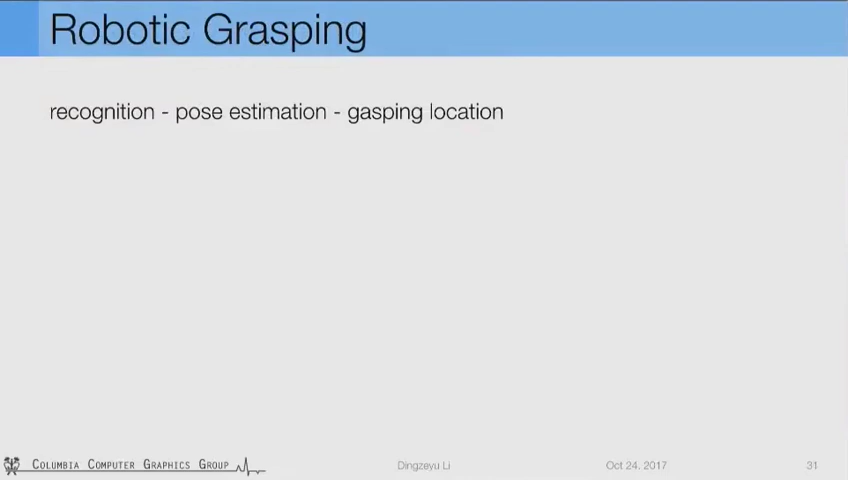 Robotic Grasping
recognition - pose estimation - gasping location
COLUMBIA COMPUTER GRAPHICS GROUP
Dingzeyu Li
Oct 24, 2017
31